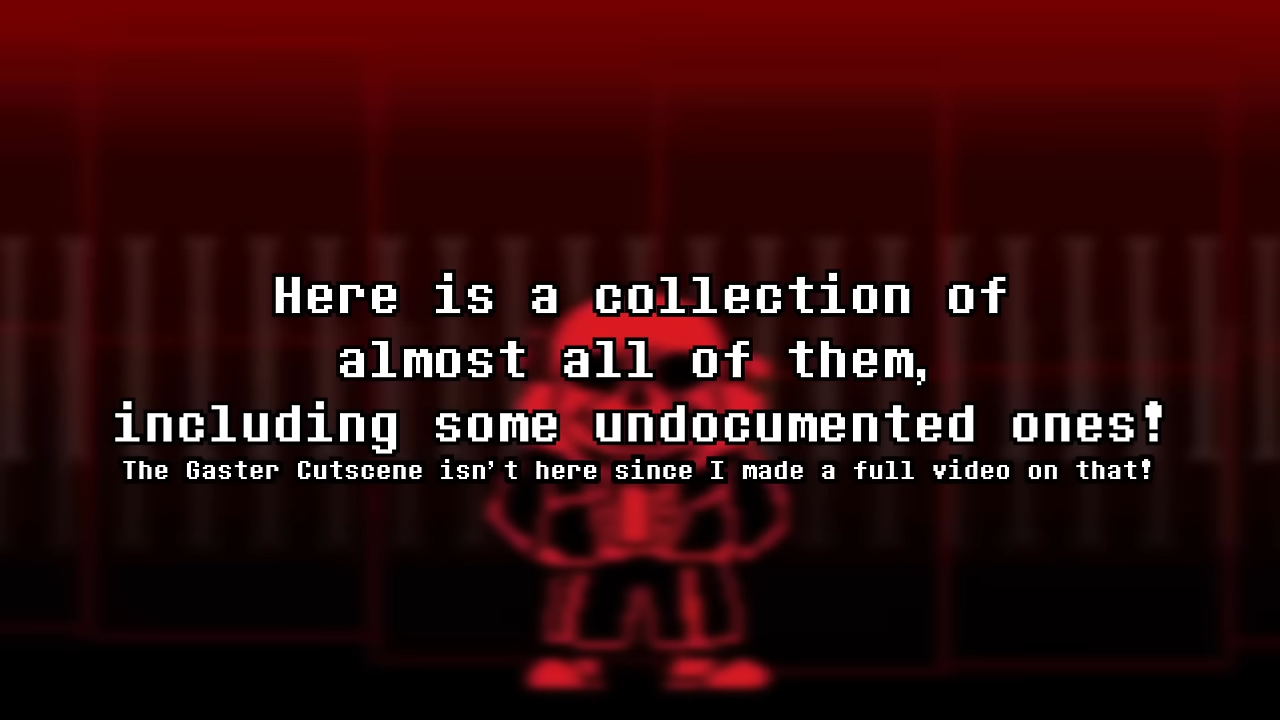 Here is a collection of
almost all of them,
including some undocumented ones!
The Gaster Cutscene isn't here since I made a full video on that!